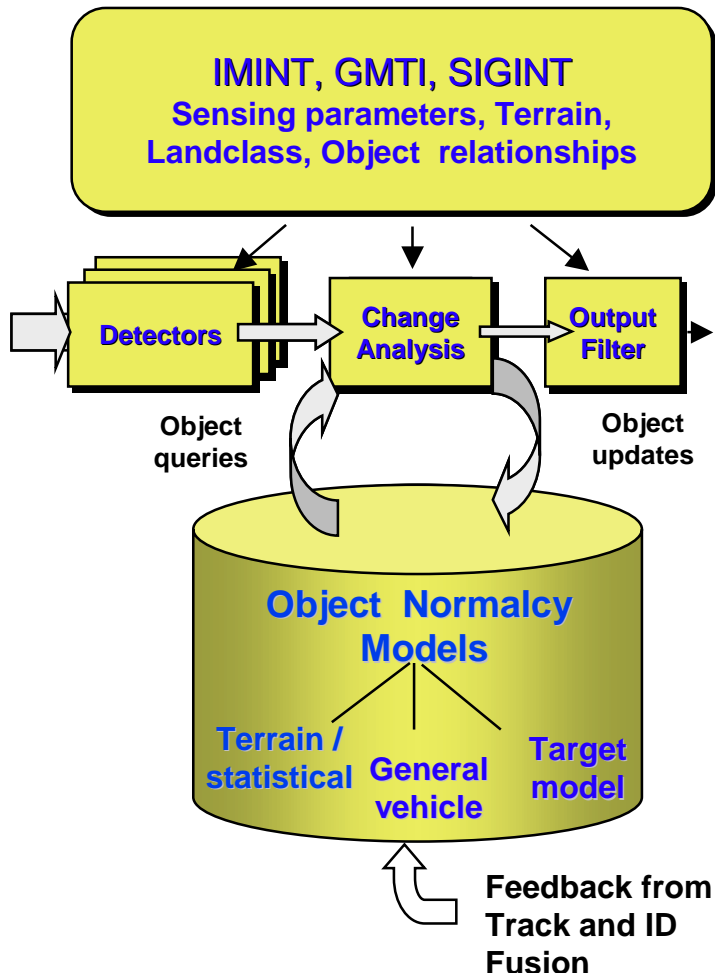 IMINT, GMTI, SIGINT
Sensing parameters, Terrain,
Landclass, Object relationships
Detectors
Change
Analysis
Output
Filter
Object
queries
Object
updates
Object Normalcy
Models
Terrain /
statistical
General
vehicle
Target
model
Feedback from
Track and ID
Fusion